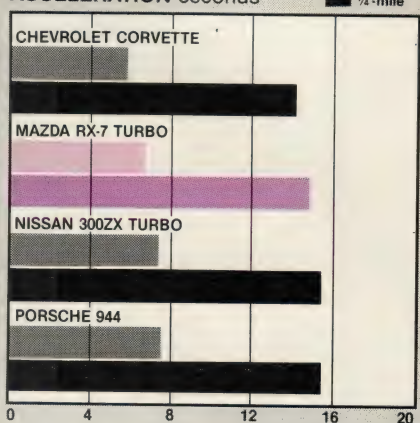 ACCELERATION seconds
¼-mile
CHEVROLET CORVETTE
MAZDA RX-7 TURBO
NISSAN 300ZX TURBO
PORSCHE 944
0 4 8 12 16 20